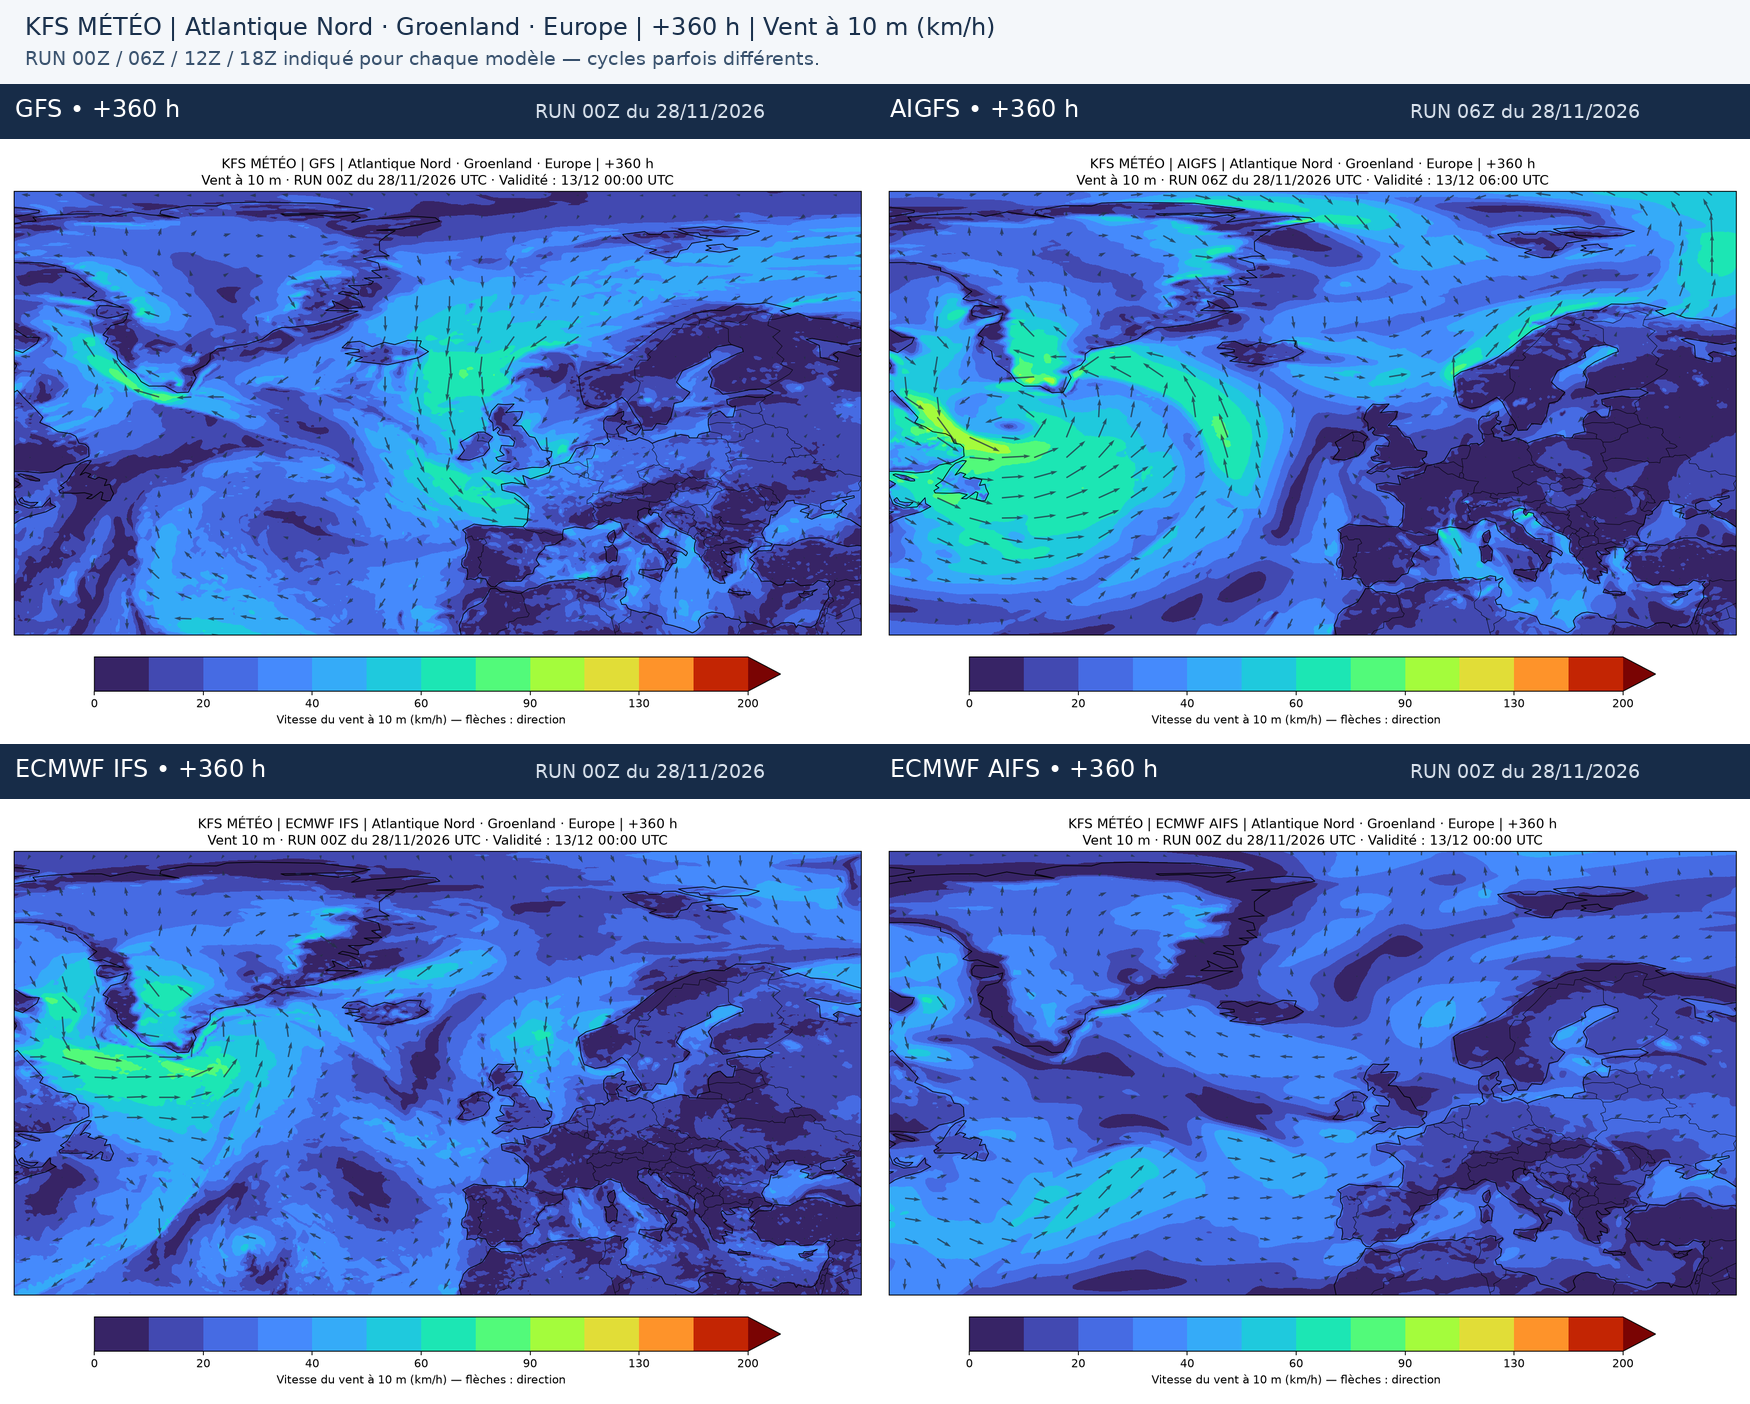 KFS MÉTÉO | Atlantique Nord · Groenland · Europe | +360 h | Vent à 10 m (km/h)
RUN 00Z / 06Z / 12Z / 18Z indiqué pour chaque modèle — cycles parfois différents.
GFS • +360 h
RUN 00Z du 28/11/2026
KFS MÉTÉO | GFS | Atlantique Nord · Groenland · Europe | +360 h
Vent à 10 m · RUN 00Z du 28/11/2026 UTC · Validité : 13/12 00:00 UTC
0 20 40 60 90 130 200
Vitesse du vent à 10 m (km/h) — flèches : direction
AIGFS • +360 h
RUN 06Z du 28/11/2026
KFS MÉTÉO | AIGFS | Atlantique Nord · Groenland · Europe | +360 h
Vent à 10 m · RUN 06Z du 28/11/2026 UTC · Validité : 13/12 06:00 UTC
0 20 40 60 90 130 200
Vitesse du vent à 10 m (km/h) — flèches : direction
ECMWF IFS • +360 h
RUN 00Z du 28/11/2026
KFS MÉTÉO | ECMWF IFS | Atlantique Nord · Groenland · Europe | +360 h
Vent 10 m · RUN 00Z du 28/11/2026 UTC · Validité : 13/12 00:00 UTC
0 20 40 60 90 130 200
Vitesse du vent à 10 m (km/h) — flèches : direction
ECMWF AIFS • +360 h
RUN 00Z du 28/11/2026
KFS MÉTÉO | ECMWF AIFS | Atlantique Nord · Groenland · Europe | +360 h
Vent 10 m · RUN 00Z du 28/11/2026 UTC · Validité : 13/12 00:00 UTC
0 20 40 60 90 130 200
Vitesse du vent à 10 m (km/h) — flèches : direction